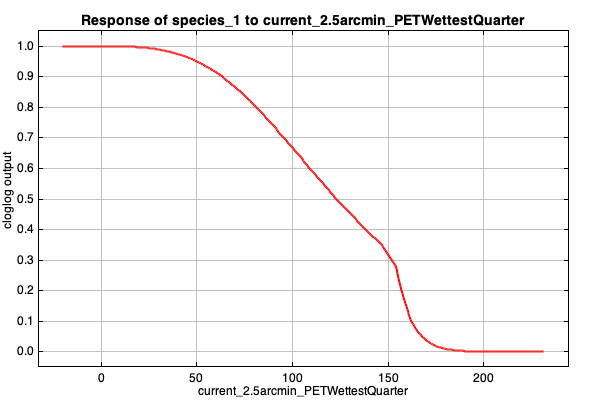 Response of species_1 to current_2.5arcmin_PETWettestQuarter
1.0
0.9
0.8
0.7
0.6
0.5
0.4
0.3
0.2
0.1
0.0
cloglog output
0 50 100 150 200
current_2.5arcmin_PETWettestQuarter